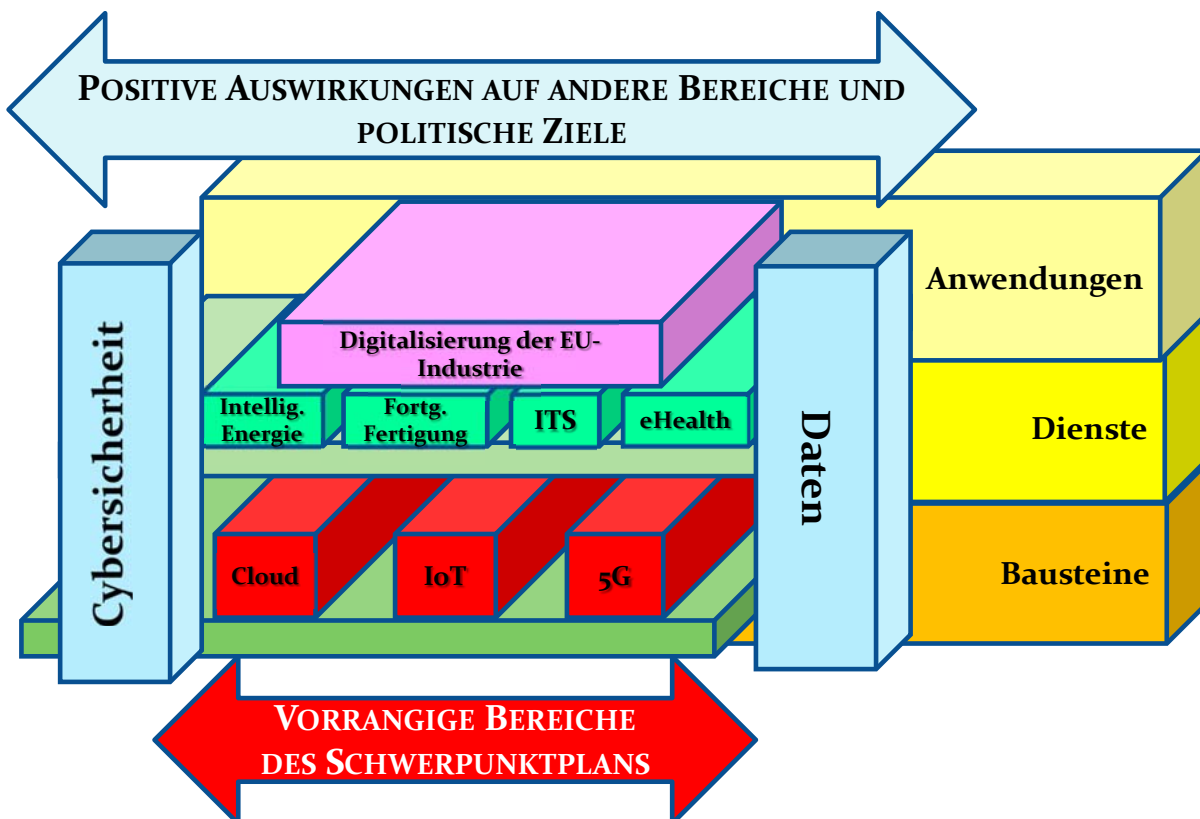 POSITIVE AUSWIRKUNGEN AUF ANDERE BEREICHE UND
POLITISCHE ZIELE
Anwendungen
Digitalisierung der EU-
Industrie
Cybersicherheit
Intellig.
Energie
Fortg.
Fertigung
ITS
eHealth
Daten
Dienste
Cloud
IoT
5G
Bausteine
VORRANGIGE BEREICHE
DES SCHWERPUNKTPLANS